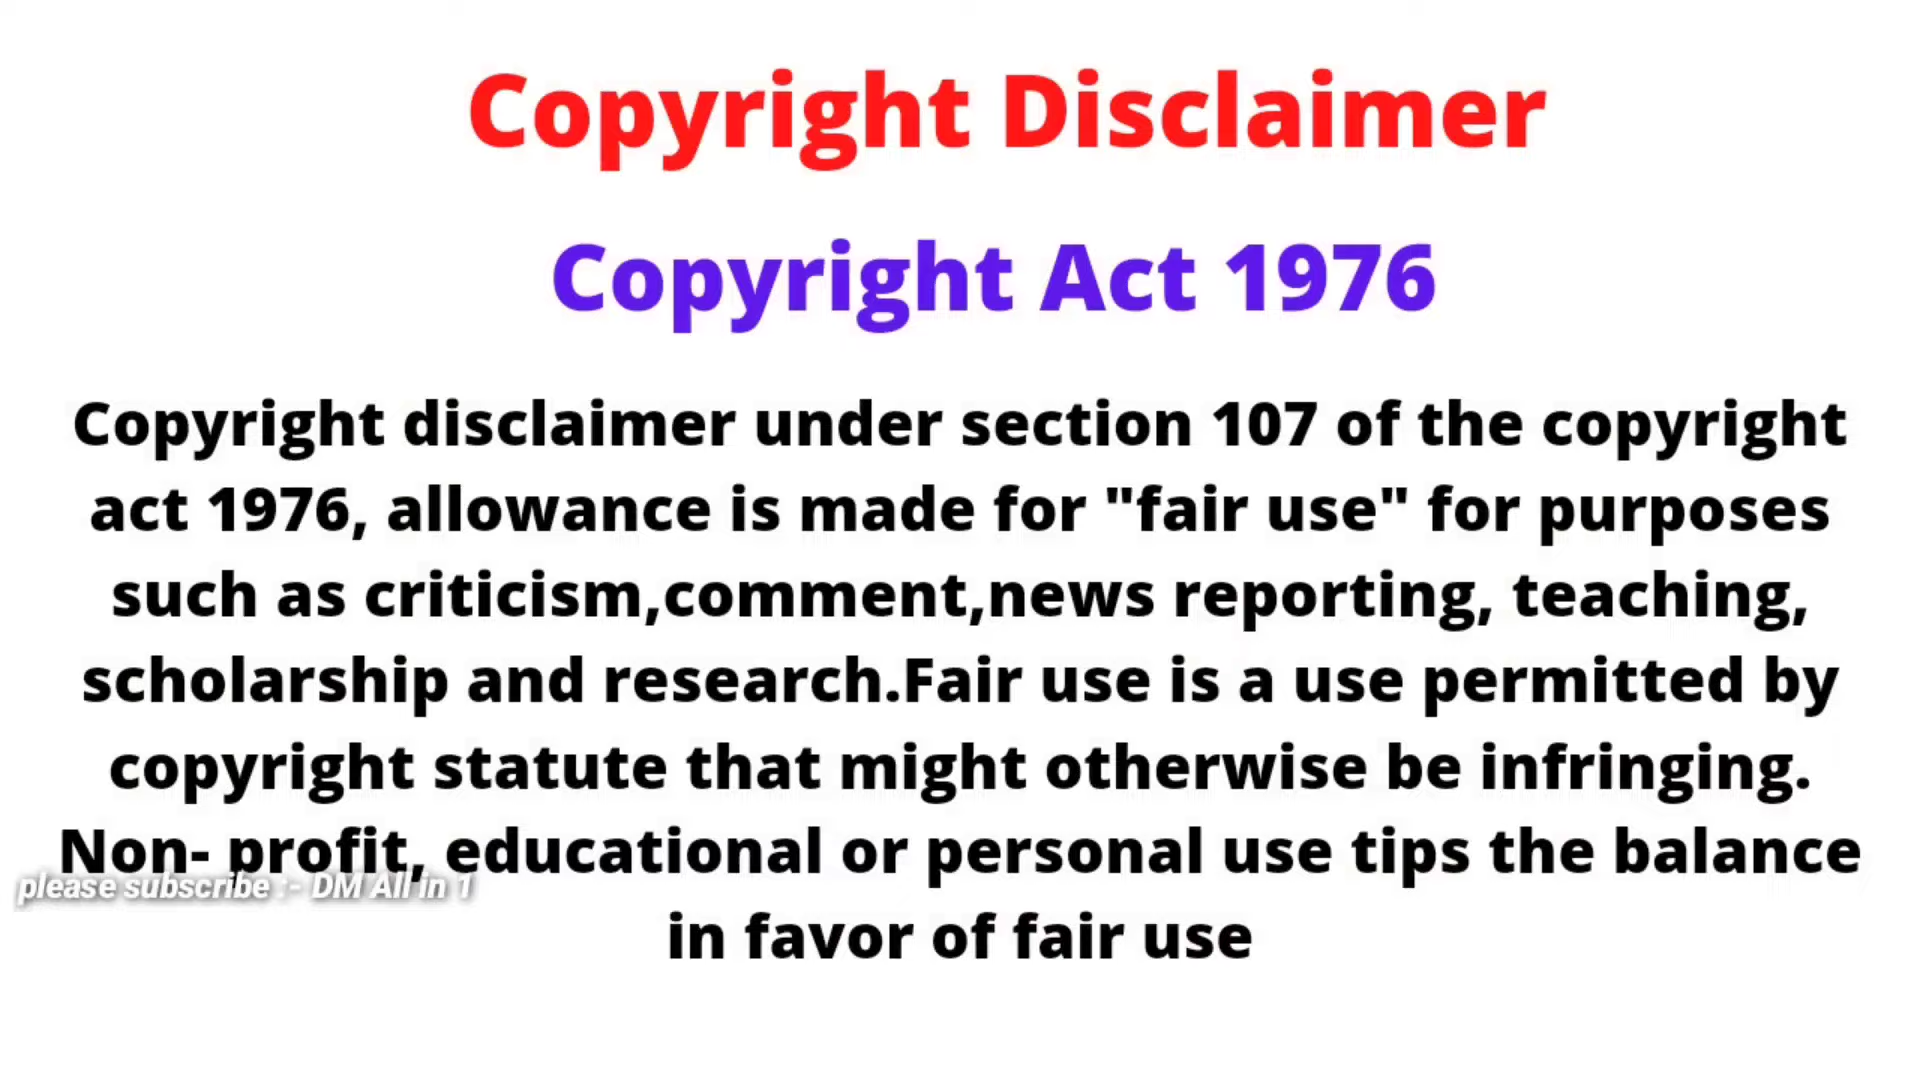 Copyright Disclaimer
Copyright Act 1976
Copyright disclaimer under section 107 of the copyright
act 1976, allowance is made for "fair use" for purposes
such as criticism,comment,news reporting, teaching,
scholarship and research.Fair use is a use permitted by
copyright statute that might otherwise be infringing.
Non- profit, educational or personal use tips the balance
please subscribe :- DM All in 1
in favor of fair use